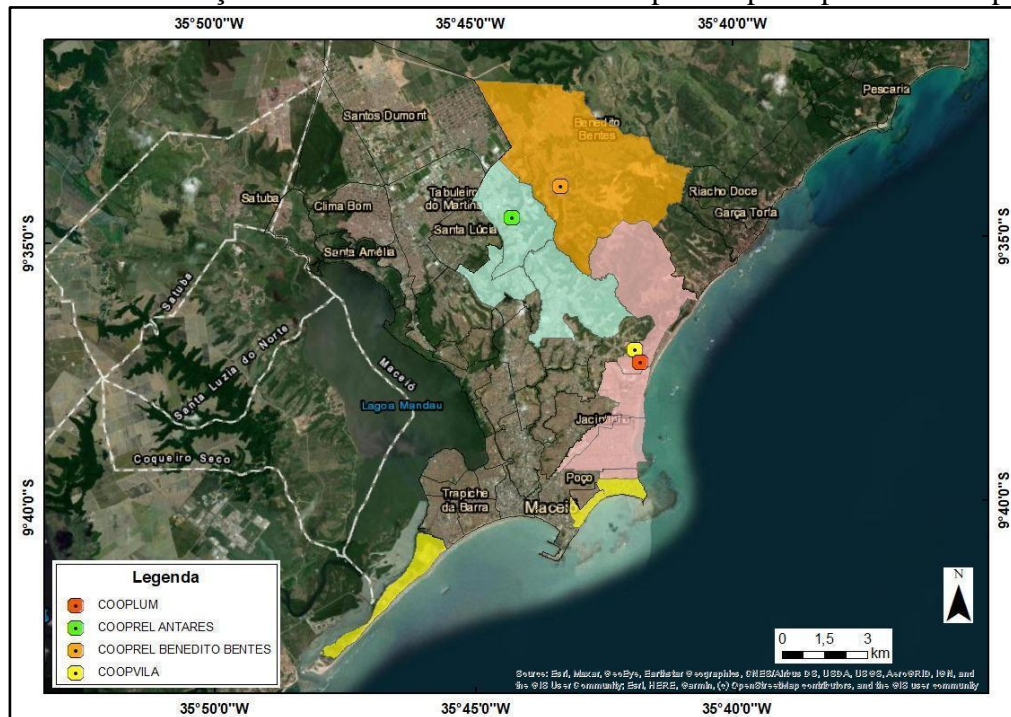 35°50'0"W 35°45'0"W 35°40'0"W
Pescaria
Santos Dumont
Benedito
Bentes
Satuba
Clima Bom
Tabuleiro
do Martins
Riacho Doce
Garça Torta
Santa Lúcia
9°35'0"S
9°35'0"S
Santa Amélia
Satuba
Santa Luzia do Norte
Maceió
Lagoa Mandau
Jacintinho
Coqueiro Seco
Poço
Trapiche
da Barra
Maceió
9°40'0"S
9°40'0"S
Legenda
COOPLUM
COOPREL ANTARES
COOPREL BENEDITO BENTES
COOPVILA
N
0 1,5 3
km
Source: Esri, Maxar, GeoEye, Earthstar Geographics, CNES/Airbus DS, USDA, USGS, AeroGRID, IGN, and
the GIS User Community; Esri, HERE, Garmin, (c) OpenStreetMap contributors, and the GIS user community
35°50'0"W 35°45'0"W 35°40'0"W